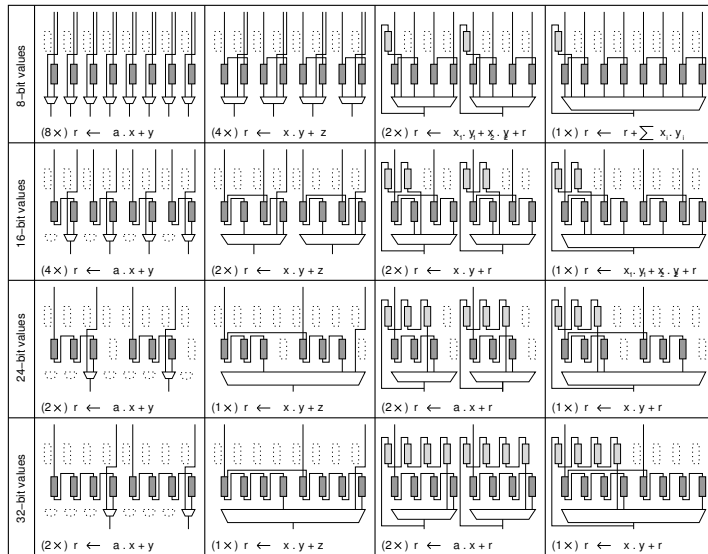 8-bit values
(8×) r ← a.x+y
(4×) r ← x.y+z
(2×) r ← x₁.y₁+x₂.y₂+r
(1×) r ← r+∑ xᵢ.yᵢ
16-bit values
(4×) r ← a.x+y
(2×) r ← x.y+z
(2×) r ← x.y+r
(1×) r ← x₁.y₁+x₂.y₂+r
24-bit values
(2×) r ← a.x+y
(1×) r ← x.y+z
(2×) r ← a.x+r
(1×) r ← x.y+r
32-bit values
(2×) r ← a.x+y
(1×) r ← x.y+z
(2×) r ← a.x+r
(1×) r ← x.y+r